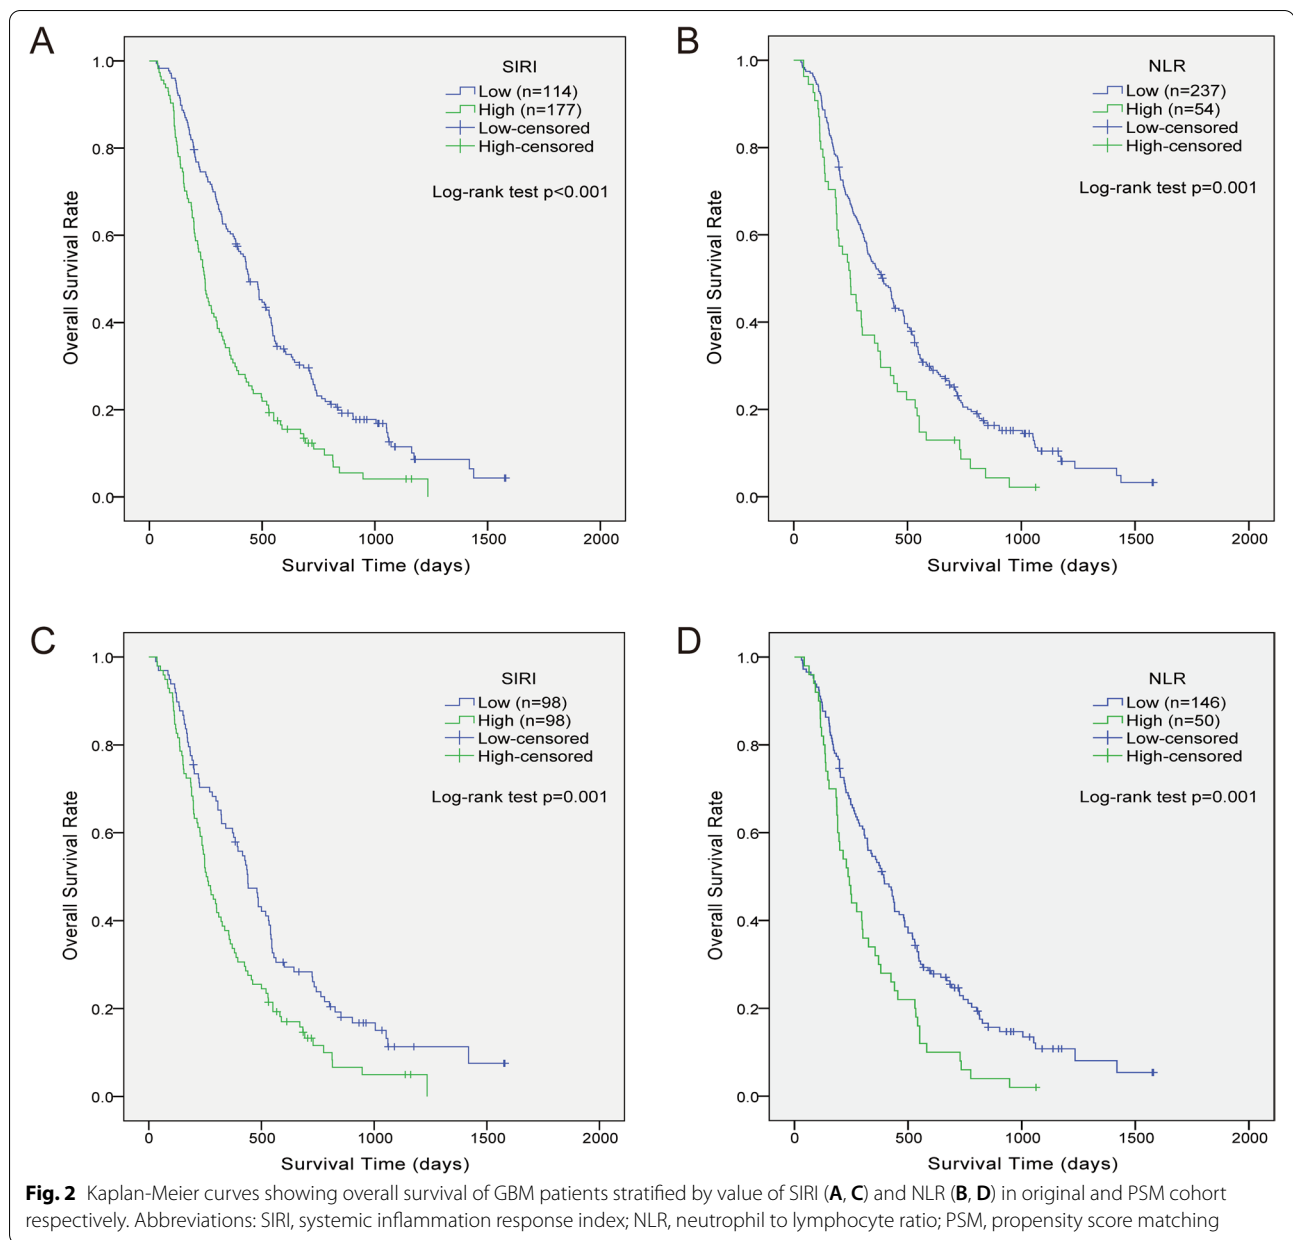 A
SIRI
Low (n=114)
High (n=177)
Low-censored
High-censored
Log-rank test p<0.001
Overall Survival Rate
1.0
0.8
0.6
0.4
0.2
0.0
0 500 1000 1500 2000
Survival Time (days)
B
NLR
Low (n=237)
High (n=54)
Low-censored
High-censored
Log-rank test p=0.001
Overall Survival Rate
1.0
0.8
0.6
0.4
0.2
0.0
0 500 1000 1500 2000
Survival Time (days)
C
SIRI
Low (n=98)
High (n=98)
Low-censored
High-censored
Log-rank test p=0.001
Overall Survival Rate
1.0
0.8
0.6
0.4
0.2
0.0
0 500 1000 1500 2000
Survival Time (days)
D
NLR
Low (n=146)
High (n=50)
Low-censored
High-censored
Log-rank test p=0.001
Overall Survival Rate
1.0
0.8
0.6
0.4
0.2
0.0
0 500 1000 1500 2000
Survival Time (days)
Fig. 2 Kaplan-Meier curves showing overall survival of GBM patients stratified by value of SIRI (A, C) and NLR (B, D) in original and PSM cohort
respectively. Abbreviations: SIRI, systemic inflammation response index; NLR, neutrophil to lymphocyte ratio; PSM, propensity score matching